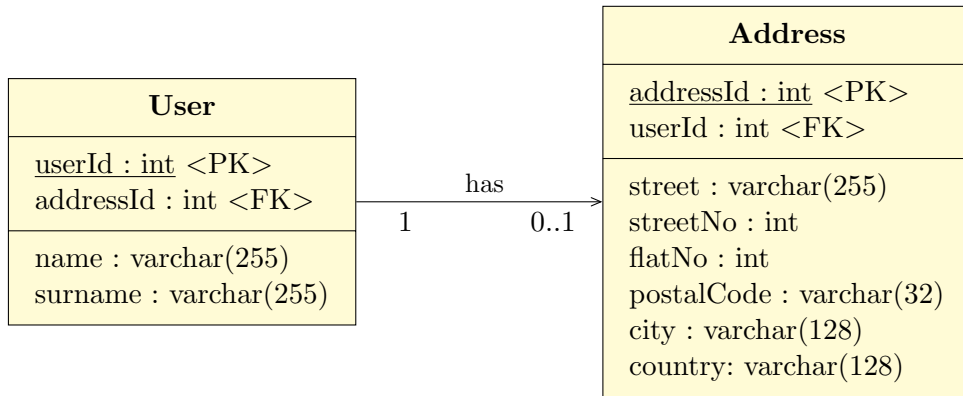 User
userId : int <PK>
addressId : int <FK>
name : varchar(255)
surname : varchar(255)
has
1
0..1
Address
addressId : int <PK>
userId : int <FK>
street : varchar(255)
streetNo : int
flatNo : int
postalCode : varchar(32)
city : varchar(128)
country: varchar(128)